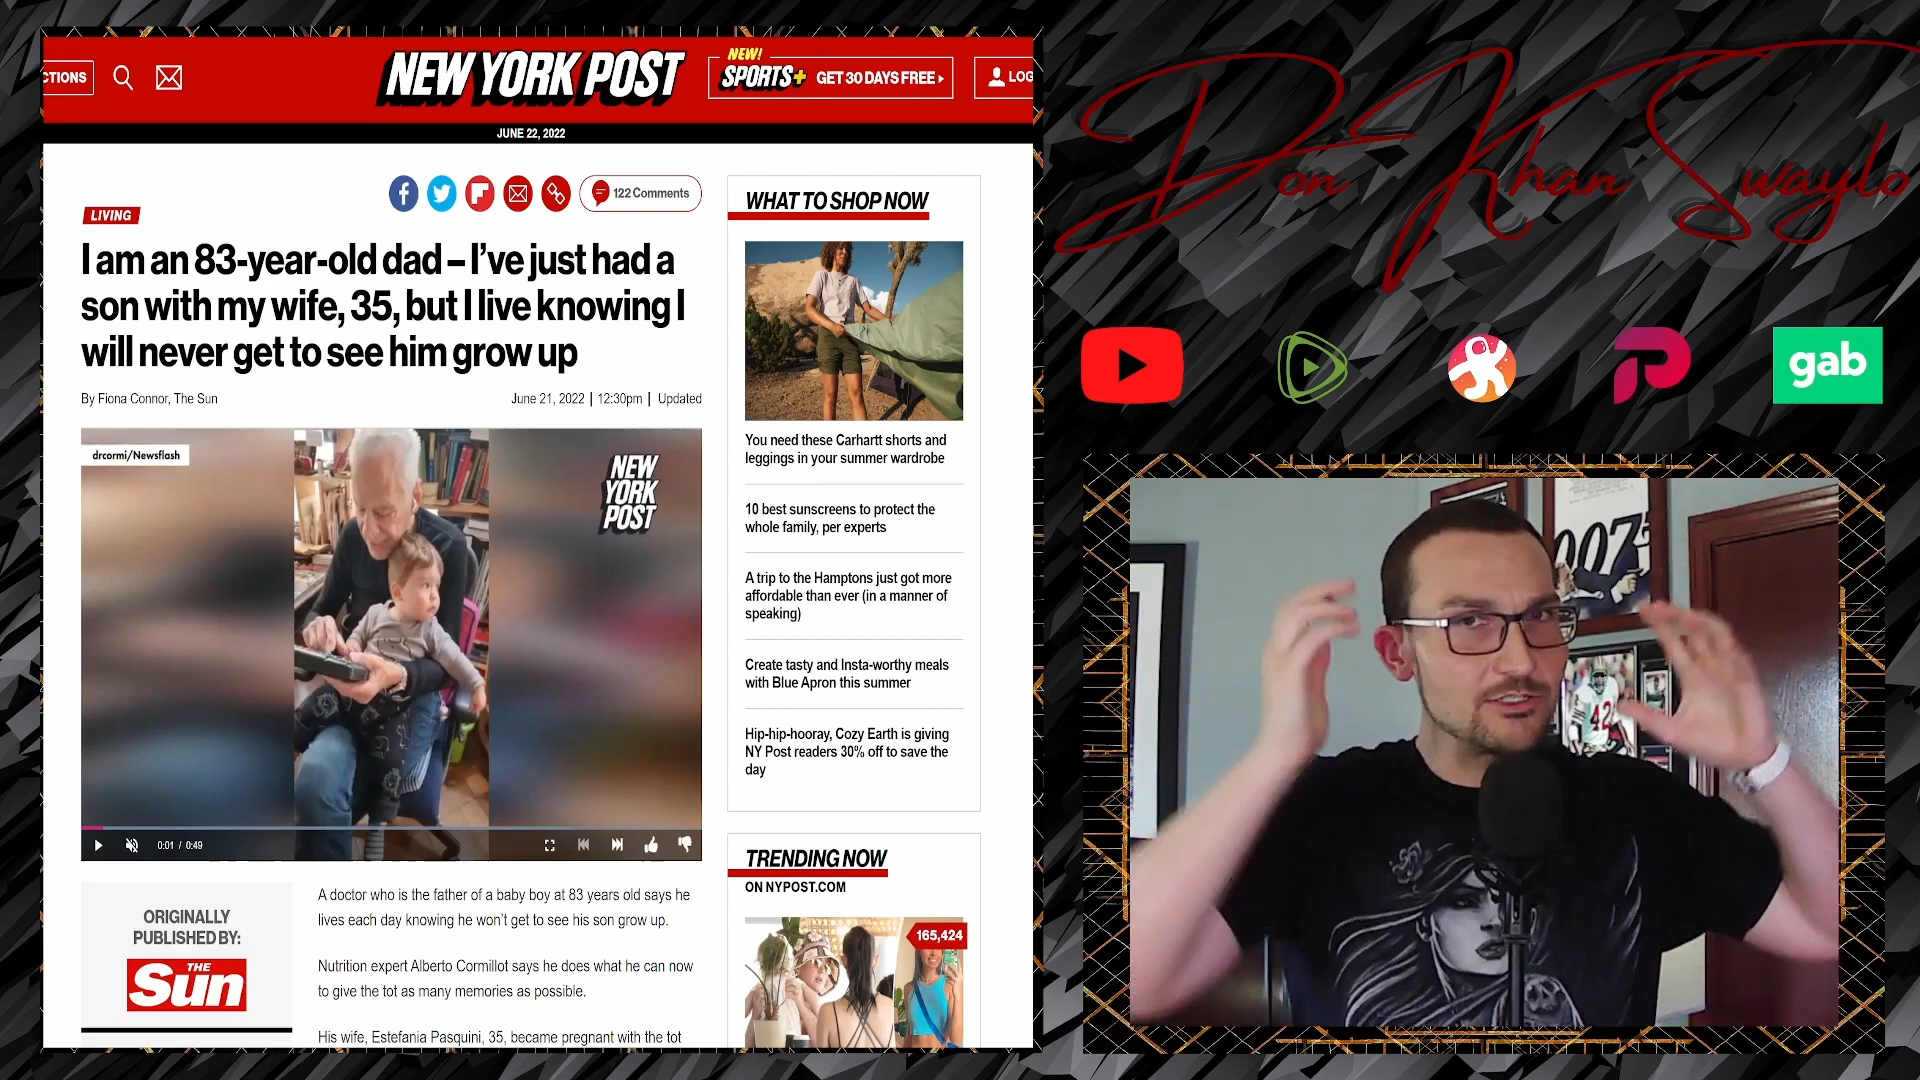 CTIONS
NEW YORK POST
NEW!
SPORTS+
GET 30 DAYS FREE
LOG
JUNE 22, 2022
122 Comments
LIVING
I am an 83-year-old dad – I've just had a
son with my wife, 35, but I live knowing I
will never get to see him grow up
By Fiona Connor, The Sun
June 21, 2022 | 12:30pm | Updated
drcormi/Newsflash
NEW
YORK
POST
0:01 / 0:49
ORIGINALLY
PUBLISHED BY:
THE
Sun
A doctor who is the father of a baby boy at 83 years old says he
lives each day knowing he won't get to see his son grow up.
Nutrition expert Alberto Cormillot says he does what he can now
to give the tot as many memories as possible.
His wife, Estefania Pasquini, 35, became pregnant with the tot
WHAT TO SHOP NOW
You need these Carhartt shorts and
leggings in your summer wardrobe
10 best sunscreens to protect the
whole family, per experts
A trip to the Hamptons just got more
affordable than ever (in a manner of
speaking)
Create tasty and Insta-worthy meals
with Blue Apron this summer
Hip-hip-hooray, Cozy Earth is giving
NY Post readers 30% off to save the
day
TRENDING NOW
ON NYPOST.COM
165,424
Don Khan Swaylo
gab
007
42